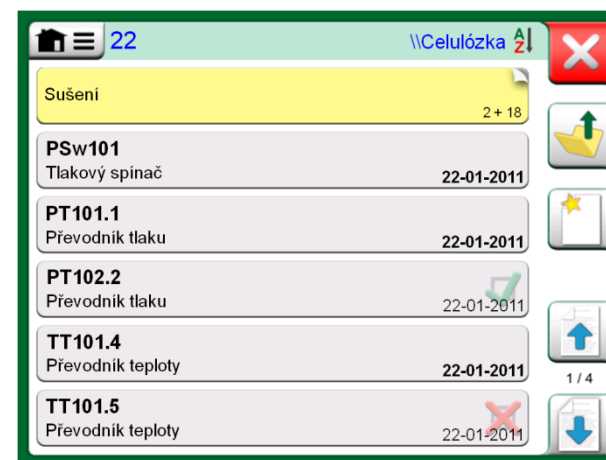 22 \\Celulózka AZ
Sušení
2 + 18
PSw101
Tlakový spínač
22-01-2011
PT101.1
Převodník tlaku
22-01-2011
PT102.2
Převodník tlaku
22-01-2011
TT101.4
Převodník teploty
22-01-2011
1 / 4
TT101.5
Převodník teploty
22-01-2011